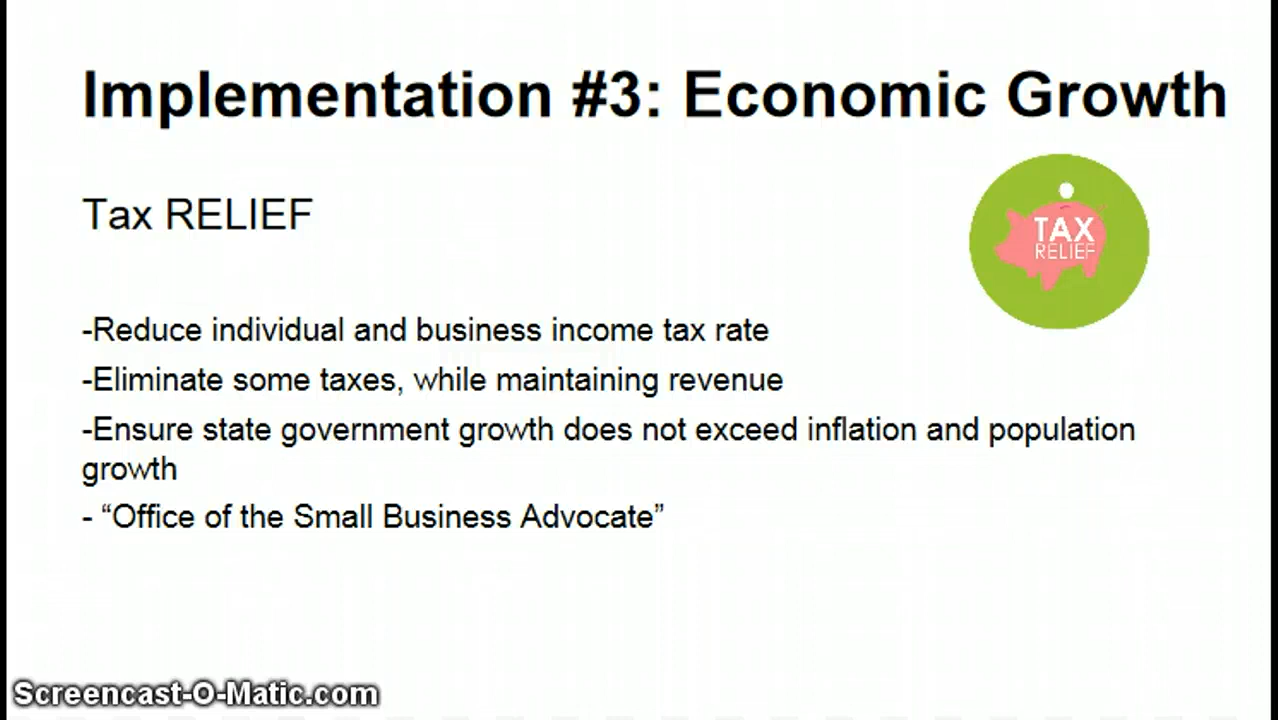 Implementation #3: Economic Growth
Tax RELIEF
TAX
RELIEF
-Reduce individual and business income tax rate
-Eliminate some taxes, while maintaining revenue
-Ensure state government growth does not exceed inflation and population
growth
- “Office of the Small Business Advocate”
Screencast-O-Matic.com